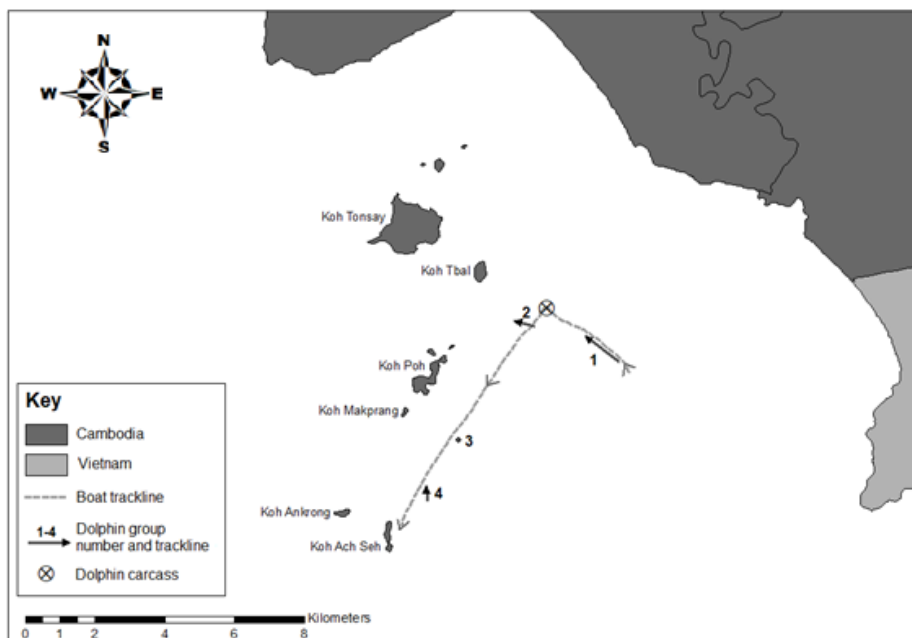 N
W E
S
Koh Tonsay
Koh Tbal
2
1
Koh Poh
Koh Makprang
3
4
Koh Ankrong
Koh Ach Seh
Key
Cambodia
Vietnam
Boat trackline
1-4 Dolphin group
number and trackline
Dolphin carcass
Kilometers
0 1 2 4 6 8